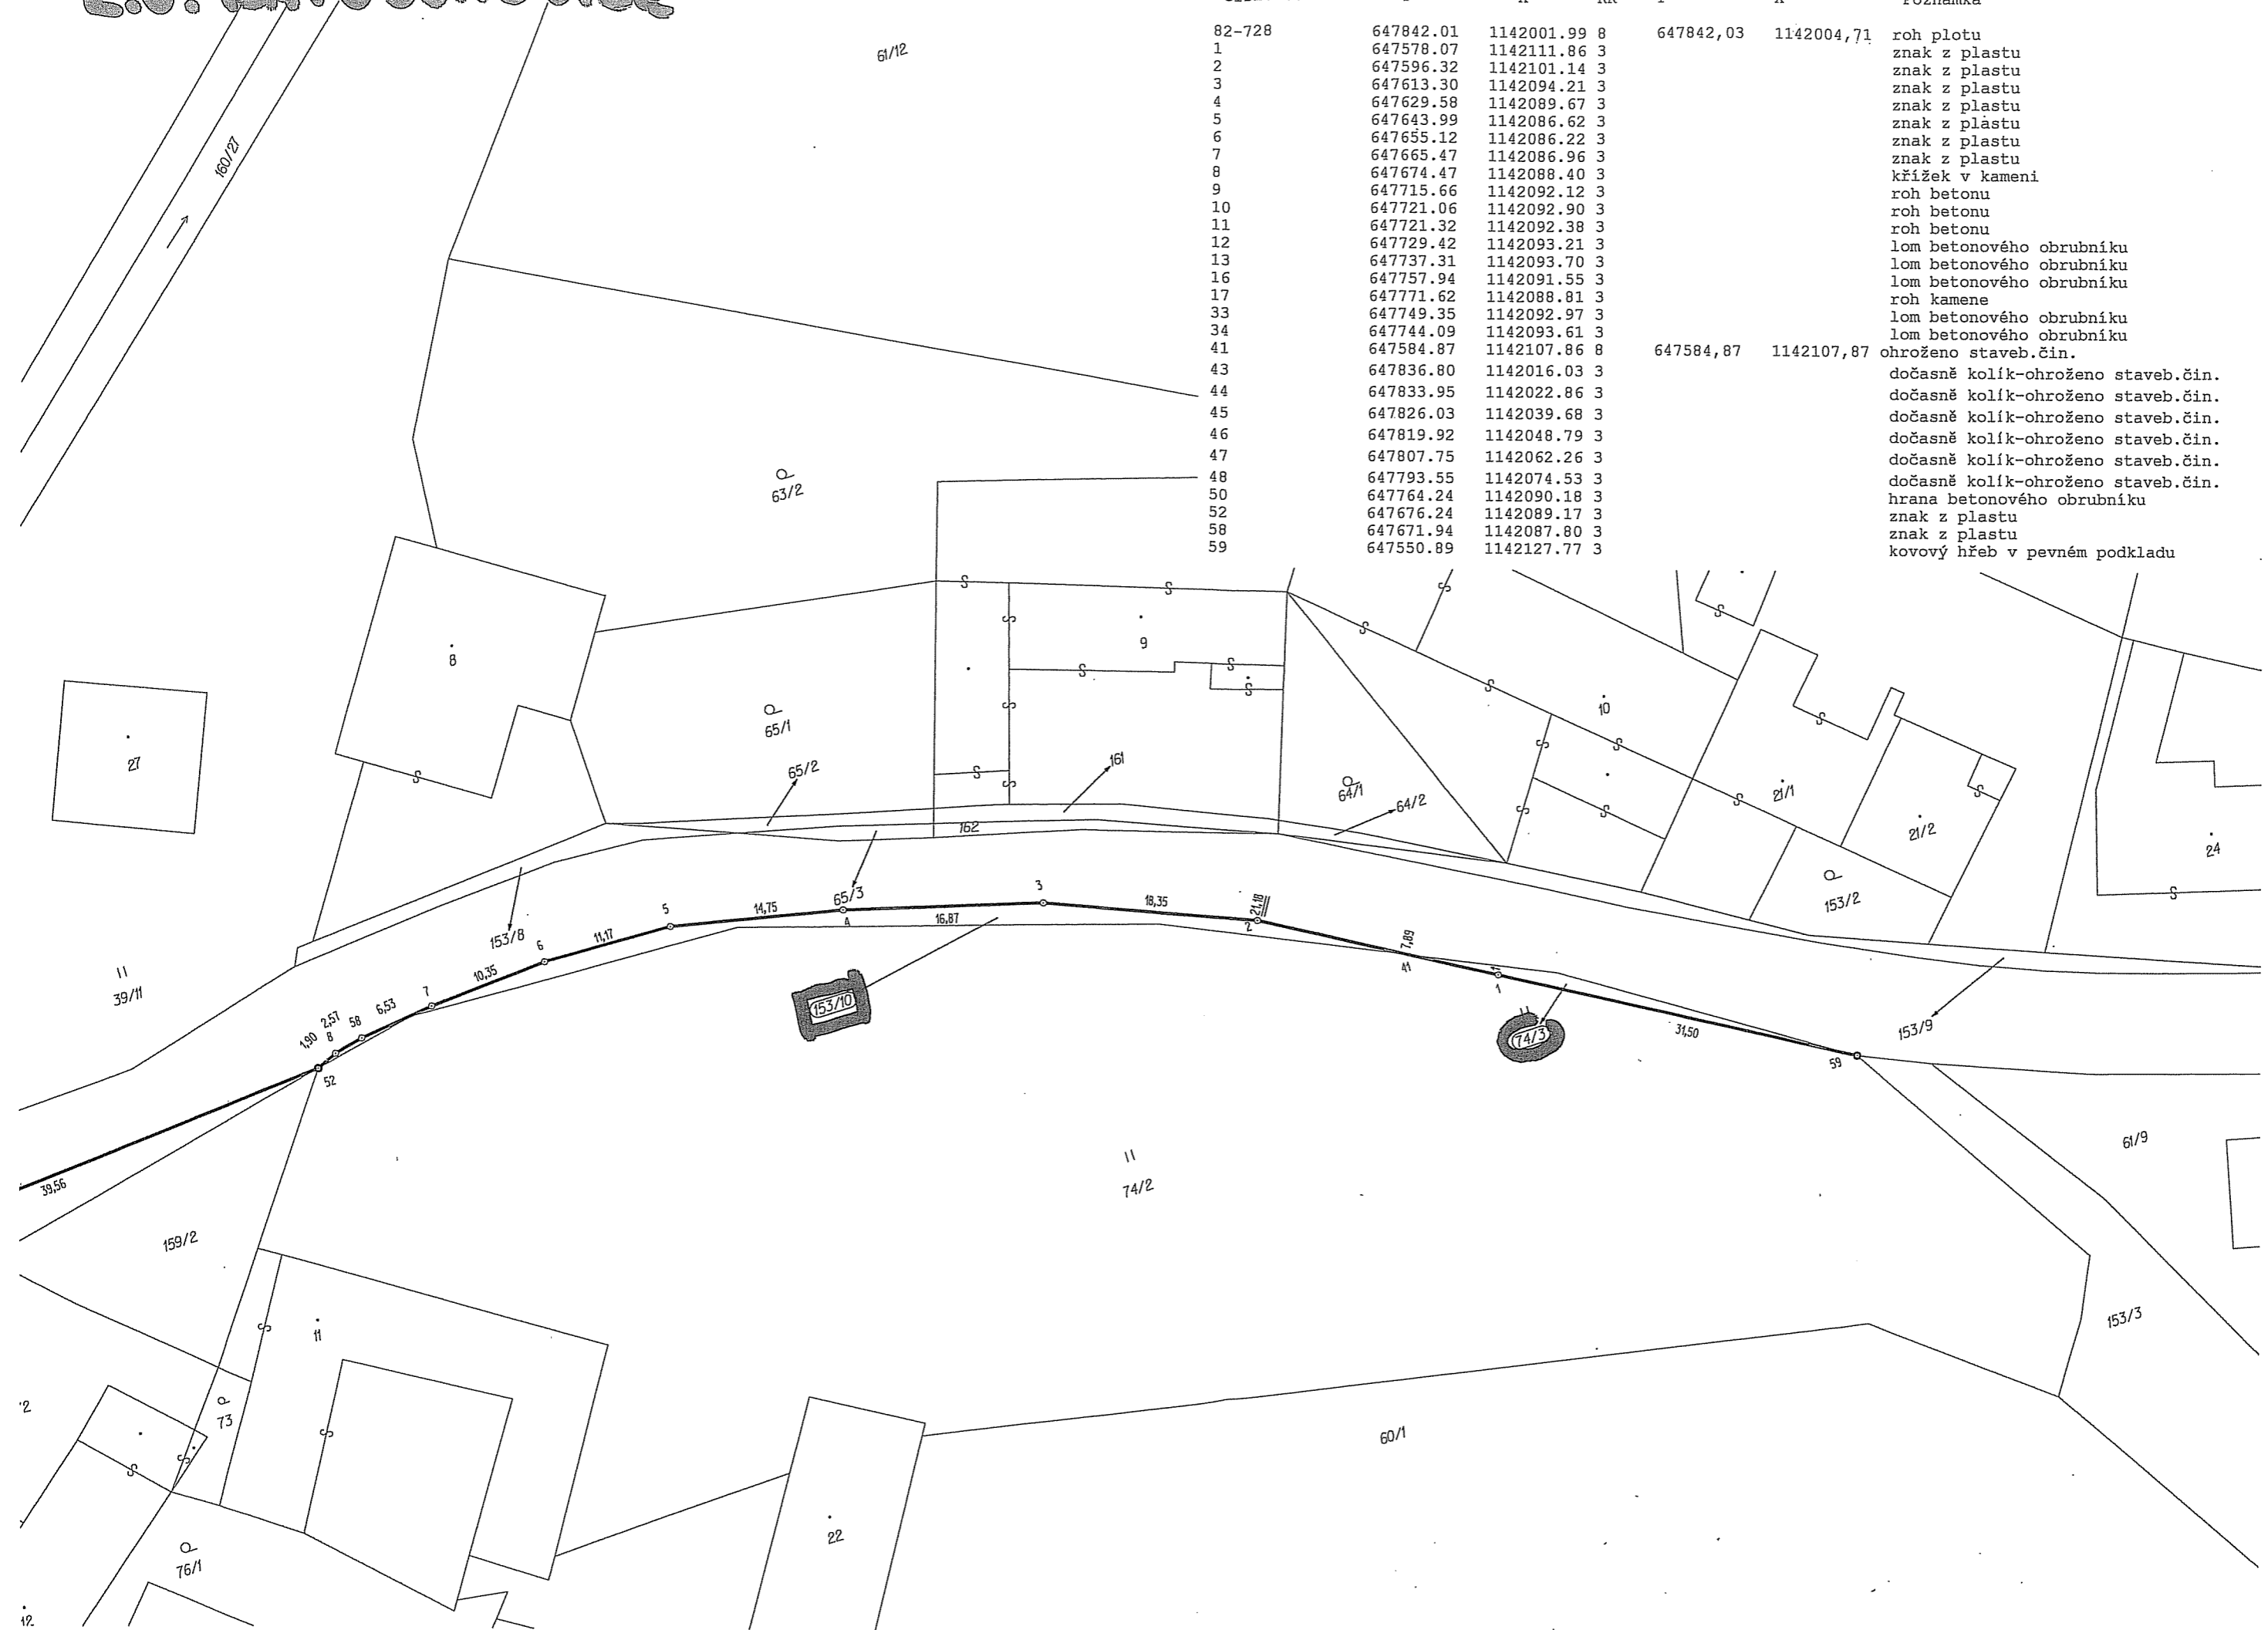 82-728 647842.01 1142001.99 8 647842,03 1142004,71 roh plotu
1 647578.07 1142111.86 3 znak z plastu
2 647596.32 1142101.14 3 znak z plastu
3 647613.30 1142094.21 3 znak z plastu
4 647629.58 1142089.67 3 znak z plastu
5 647643.99 1142086.62 3 znak z plastu
6 647655.12 1142086.22 3 znak z plastu
7 647665.47 1142086.96 3 znak z plastu
8 647674.47 1142088.40 3 křížek v kameni
9 647715.66 1142092.12 3 roh betonu
10 647721.06 1142092.90 3 roh betonu
11 647721.32 1142092.38 3 roh betonu
12 647729.42 1142093.21 3 lom betonového obrubníku
13 647737.31 1142093.70 3 lom betonového obrubníku
16 647757.94 1142091.55 3 lom betonového obrubníku
17 647771.62 1142088.81 3 roh kamene
33 647749.35 1142092.97 3 lom betonového obrubníku
34 647744.09 1142093.61 3 lom betonového obrubníku
41 647584.87 1142107.86 8 647584,87 1142107,87 ohroženo staveb.čin.
43 647836.80 1142016.03 3 dočasně kolík-ohroženo staveb.čin.
44 647833.95 1142022.86 3 dočasně kolík-ohroženo staveb.čin.
45 647826.03 1142039.68 3 dočasně kolík-ohroženo staveb.čin.
46 647819.92 1142048.79 3 dočasně kolík-ohroženo staveb.čin.
47 647807.75 1142062.26 3 dočasně kolík-ohroženo staveb.čin.
48 647793.55 1142074.53 3 dočasně kolík-ohroženo staveb.čin.
50 647764.24 1142090.18 3 hrana betonového obrubníku
52 647676.24 1142089.17 3 znak z plastu
58 647671.94 1142087.80 3 znak z plastu
59 647550.89 1142127.77 3 kovový hřeb v pevném podkladu
61/12
160/27
63/2
8
9
10
27
65/1
65/2
161
64/1
64/2
21/1
21/2
24
162
153/2
65/3
153/8
39/11
5
14,75
4
16,87
3
18,35
21,18
2
7,89
41
1
6
11,17
10,35
7
6,53
58
2,57
8
1,90
52
153/10
74/3
31,50
59
153/9
61/9
39,56
74/2
159/2
153/3
11
73
60/1
22
76/1
12